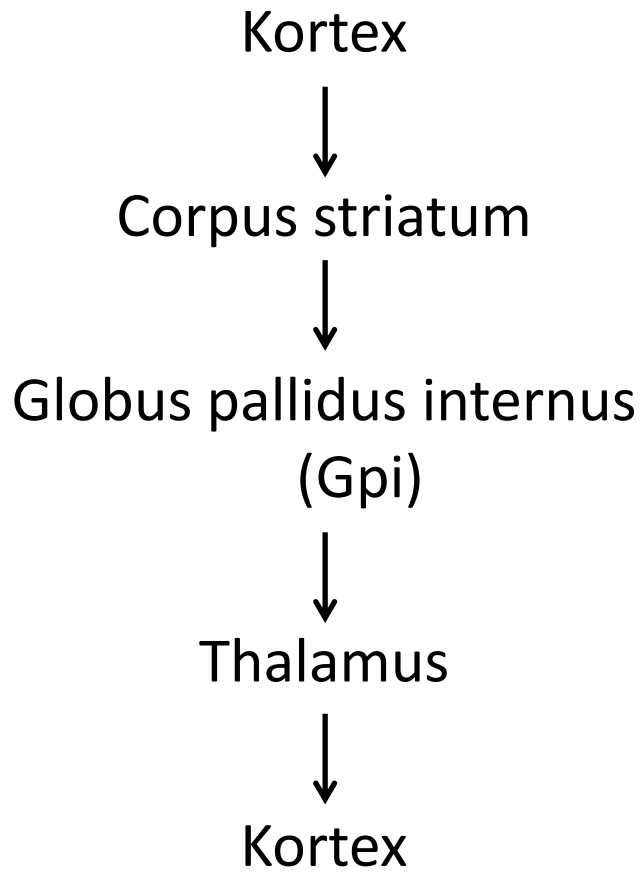 Kortex
Corpus striatum
Globus pallidus internus
(Gpi)
Thalamus
Kortex